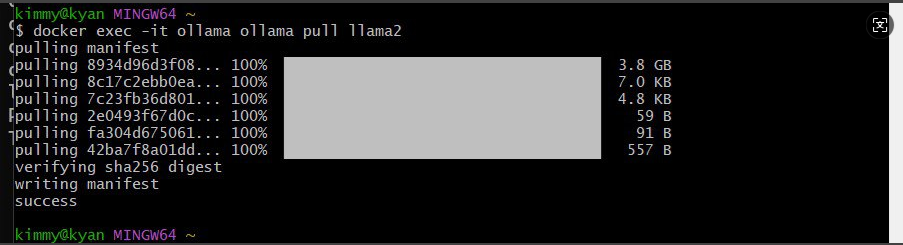 kimmy@kyan MINGW64 ~
$ docker exec -it ollama ollama pull llama2
pulling manifest
pulling 8934d96d3f08... 100% 3.8 GB
pulling 8c17c2ebb0ea... 100% 7.0 KB
pulling 7c23fb36d801... 100% 4.8 KB
pulling 2e0493f67d0c... 100% 59 B
pulling fa304d675061... 100% 91 B
pulling 42ba7f8a01dd... 100% 557 B
verifying sha256 digest
writing manifest
success
kimmy@kyan MINGW64 ~